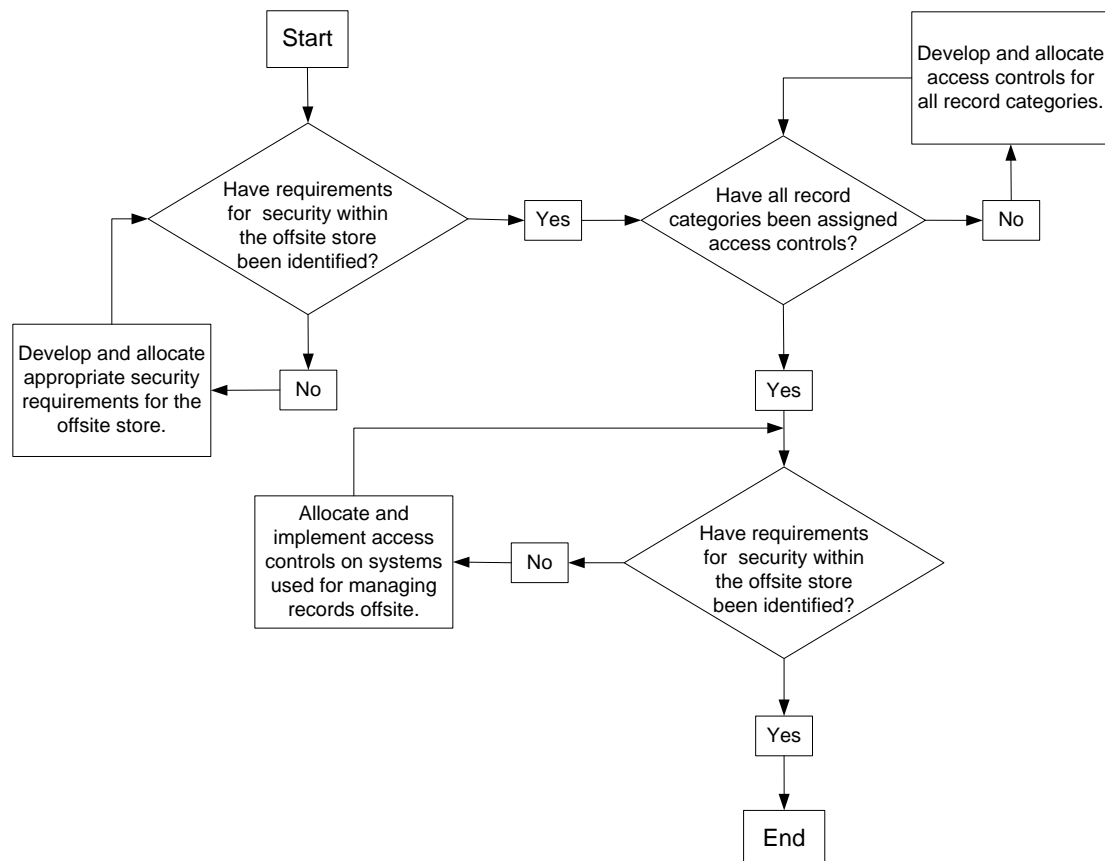 Start
Have requirements
for security within
the offsite store
been identified?
Yes
Have all record
categories been assigned
access controls?
No
Develop and allocate
access controls for
all record categories.
No
Develop and allocate
appropriate security
requirements for the
offsite store.
Yes
Have requirements
for security within
the offsite store
been identified?
No
Allocate and
implement access
controls on systems
used for managing
records offsite.
Yes
End